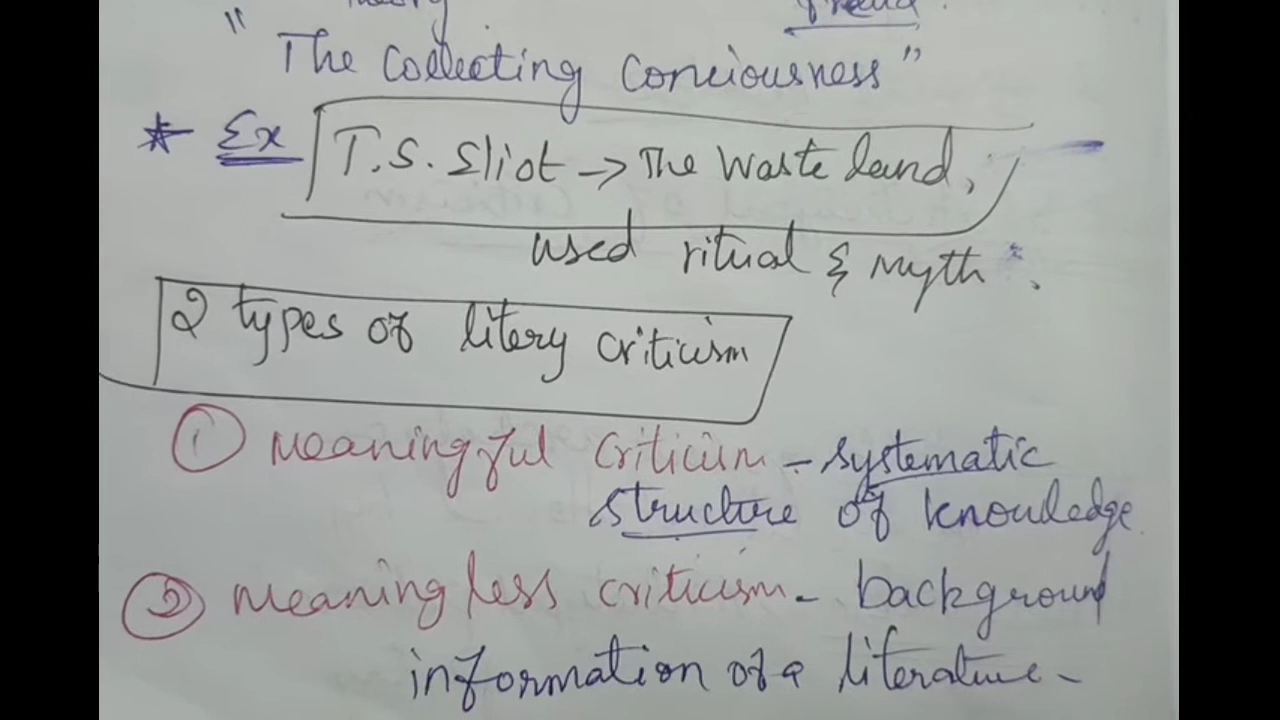 "
"The Collecting Conciousness"
Ex T.S. Eliot → The Waste Land,
used ritual & Myth.
2 types of litery criticism
① Meaningful Criticism - systematic
structure of knowledge
② Meaningless criticism - background
information of a literature -